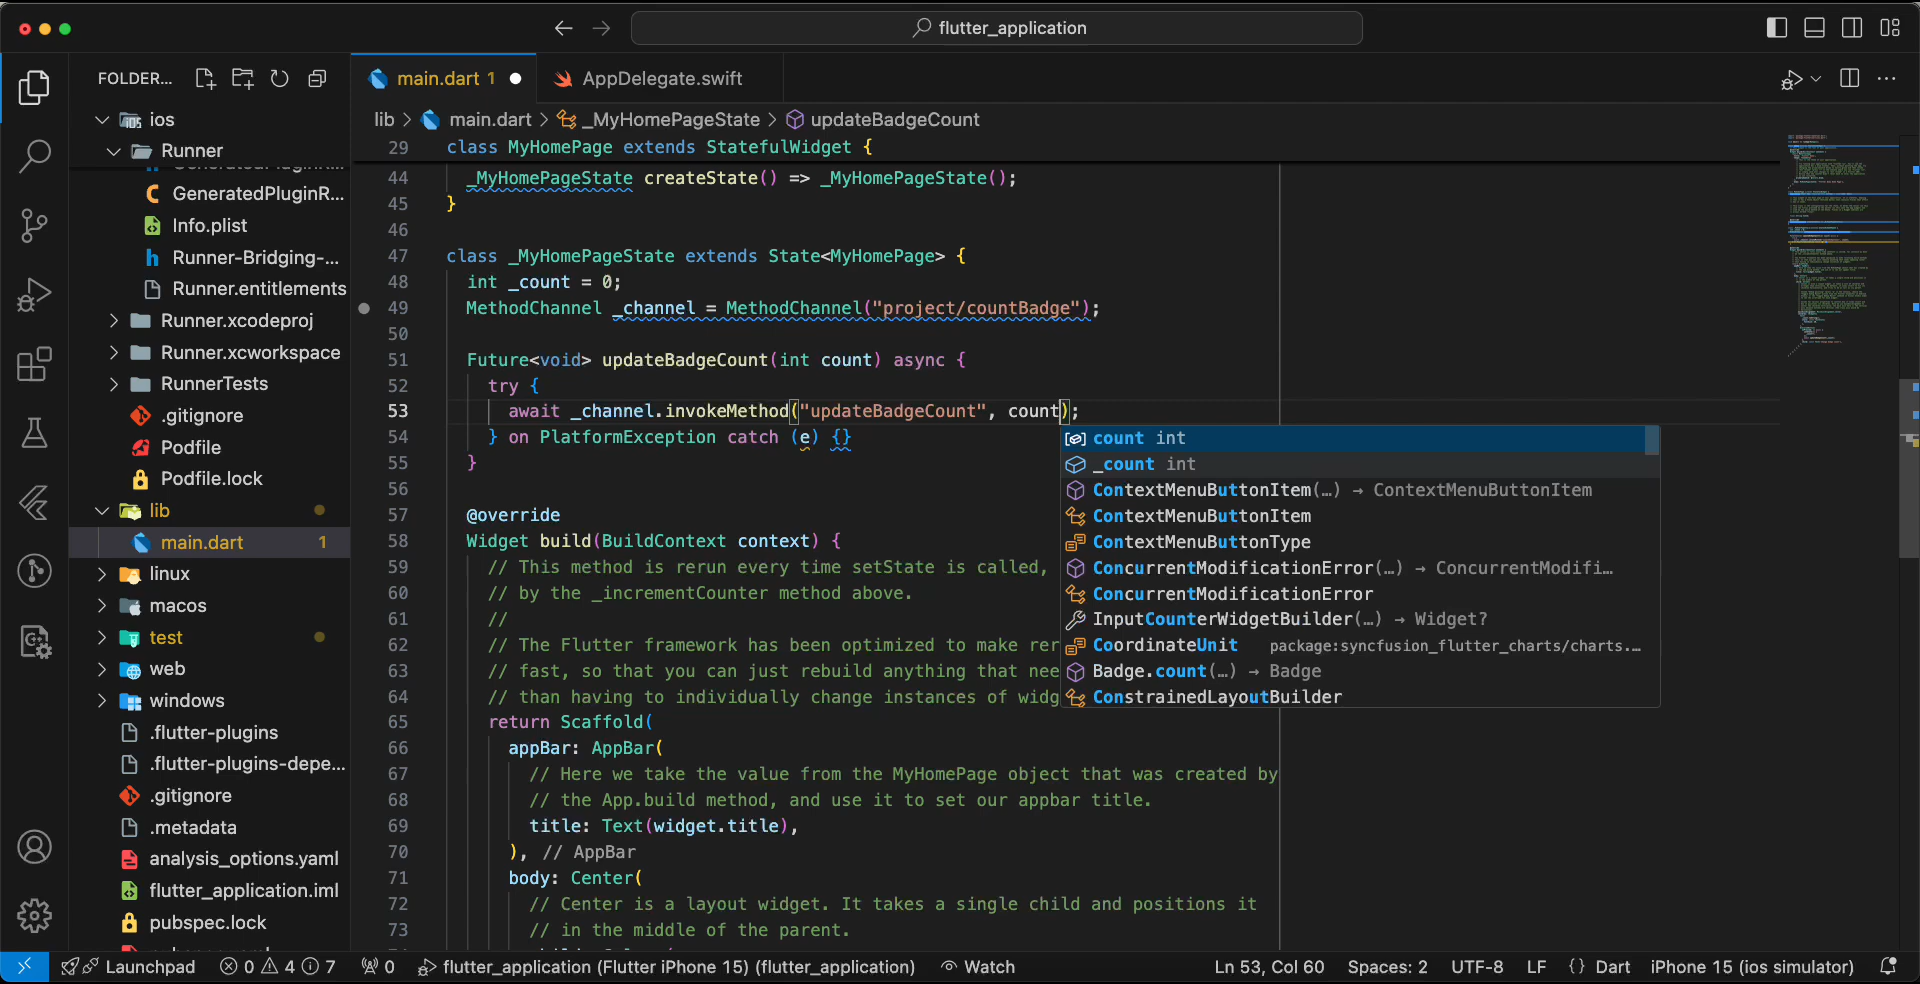 flutter_application
FOLDER...
main.dart 1
AppDelegate.swift
lib > main.dart > _MyHomePageState > updateBadgeCount
ios
Runner
GeneratedPluginR...
Info.plist
Runner-Bridging-...
Runner.entitlements
Runner.xcodeproj
Runner.xcworkspace
RunnerTests
.gitignore
Podfile
Podfile.lock
lib
main.dart 1
linux
macos
test
web
windows
.flutter-plugins
.flutter-plugins-depe...
.gitignore
.metadata
analysis_options.yaml
flutter_application.iml
pubspec.lock
29 class MyHomePage extends StatefulWidget {
44 _MyHomePageState createState() => _MyHomePageState();
45 }
46
47 class _MyHomePageState extends State<MyHomePage> {
48 int _count = 0;
49 MethodChannel _channel = MethodChannel("project/countBadge");
50
51 Future<void> updateBadgeCount(int count) async {
52 try {
53 await _channel.invokeMethod("updateBadgeCount", count);
54 } on PlatformException catch (e) {}
55 }
56
57 @override
58 Widget build(BuildContext context) {
59 // This method is rerun every time setState is called,
60 // by the _incrementCounter method above.
61 //
62 // The Flutter framework has been optimized to make rer
63 // fast, so that you can just rebuild anything that nee
64 // than having to individually change instances of widg
65 return Scaffold(
66 appBar: AppBar(
67 // Here we take the value from the MyHomePage object that was created by
68 // the App.build method, and use it to set our appbar title.
69 title: Text(widget.title),
70 ), // AppBar
71 body: Center(
72 // Center is a layout widget. It takes a single child and positions it
73 // in the middle of the parent.
count int
_count int
ContextMenuButtonItem(…) → ContextMenuButtonItem
ContextMenuButtonItem
ContextMenuButtonType
ConcurrentModificationError(…) → ConcurrentModifi…
ConcurrentModificationError
InputCounterWidgetBuilder(…) → Widget?
CoordinateUnit package:syncfusion_flutter_charts/charts.…
Badge.count(…) → Badge
ConstrainedLayoutBuilder
Launchpad 0 4 7 0 flutter_application (Flutter iPhone 15) (flutter_application) Watch Ln 53, Col 60 Spaces: 2 UTF-8 LF {} Dart iPhone 15 (ios simulator)